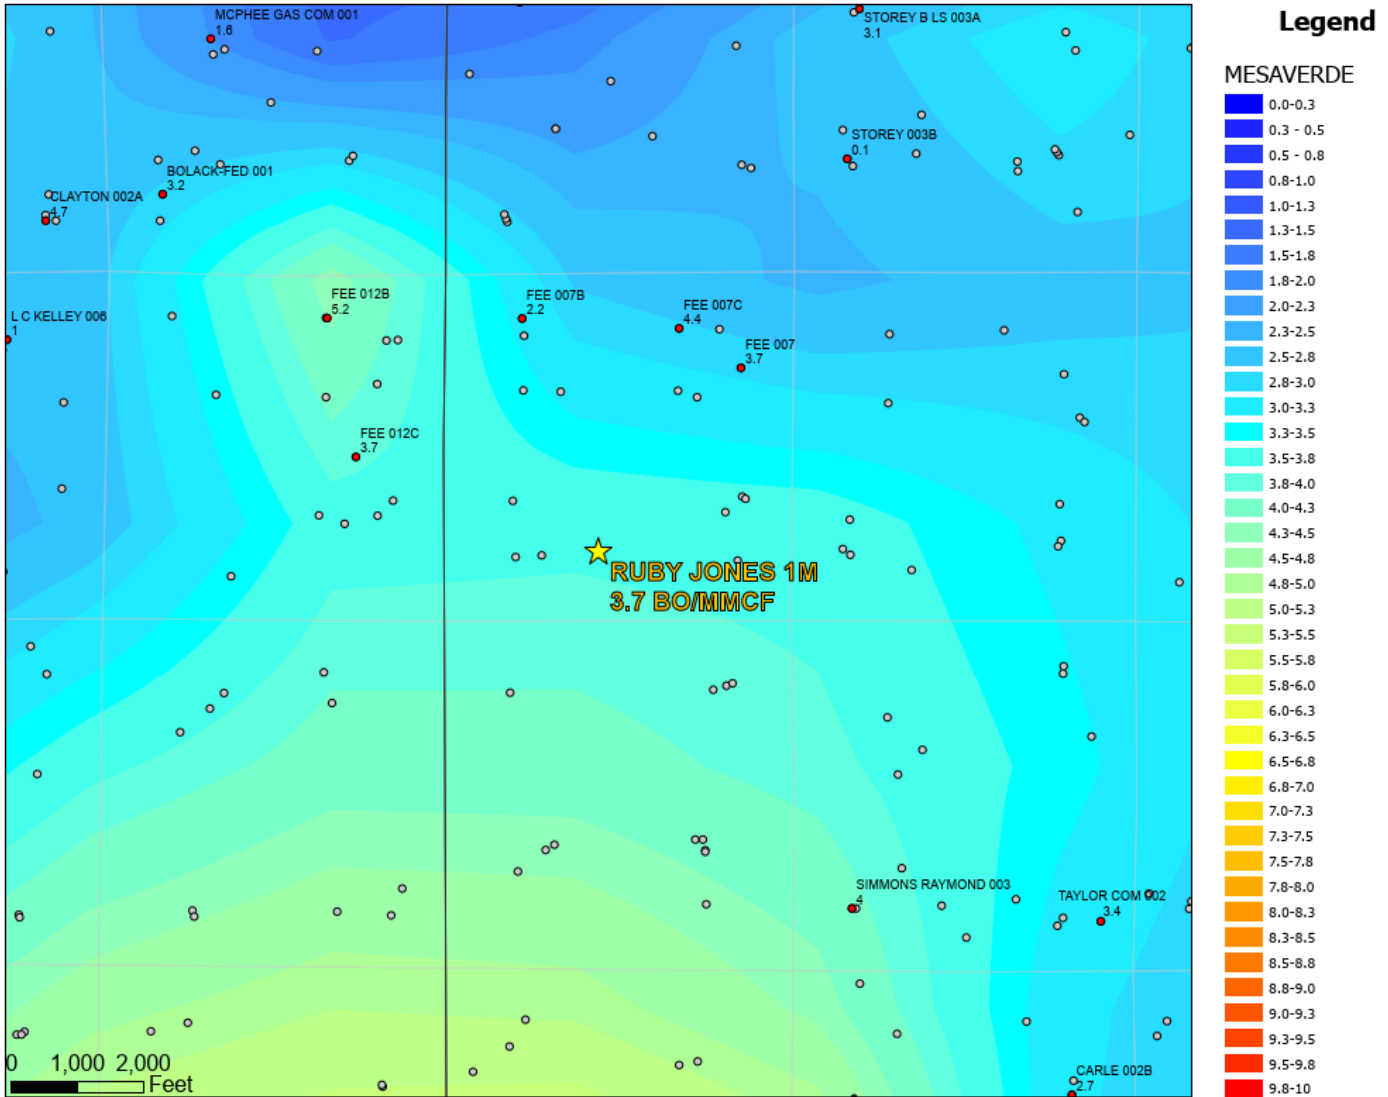 MCPHEE GAS COM 001
1.6
STOREY B LS 003A
3.1
STOREY 003B
0.1
BOLACK-FED 001
3.2
CLAYTON 002A
4.7
FEE 012B
5.2
FEE 007B
2.2
FEE 007C
4.4
L C KELLEY 006
1
FEE 007
3.7
FEE 012C
3.7
RUBY JONES 1M
3.7 BO/MMCF
SIMMONS RAYMOND 003
4
TAYLOR COM 002
3.4
CARLE 002B
2.7
0 1,000 2,000
Feet
Legend
MESAVERDE
0.0-0.3
0.3 - 0.5
0.5 - 0.8
0.8-1.0
1.0-1.3
1.3-1.5
1.5-1.8
1.8-2.0
2.0-2.3
2.3-2.5
2.5-2.8
2.8-3.0
3.0-3.3
3.3-3.5
3.5-3.8
3.8-4.0
4.0-4.3
4.3-4.5
4.5-4.8
4.8-5.0
5.0-5.3
5.3-5.5
5.5-5.8
5.8-6.0
6.0-6.3
6.3-6.5
6.5-6.8
6.8-7.0
7.0-7.3
7.3-7.5
7.5-7.8
7.8-8.0
8.0-8.3
8.3-8.5
8.5-8.8
8.8-9.0
9.0-9.3
9.3-9.5
9.5-9.8
9.8-10